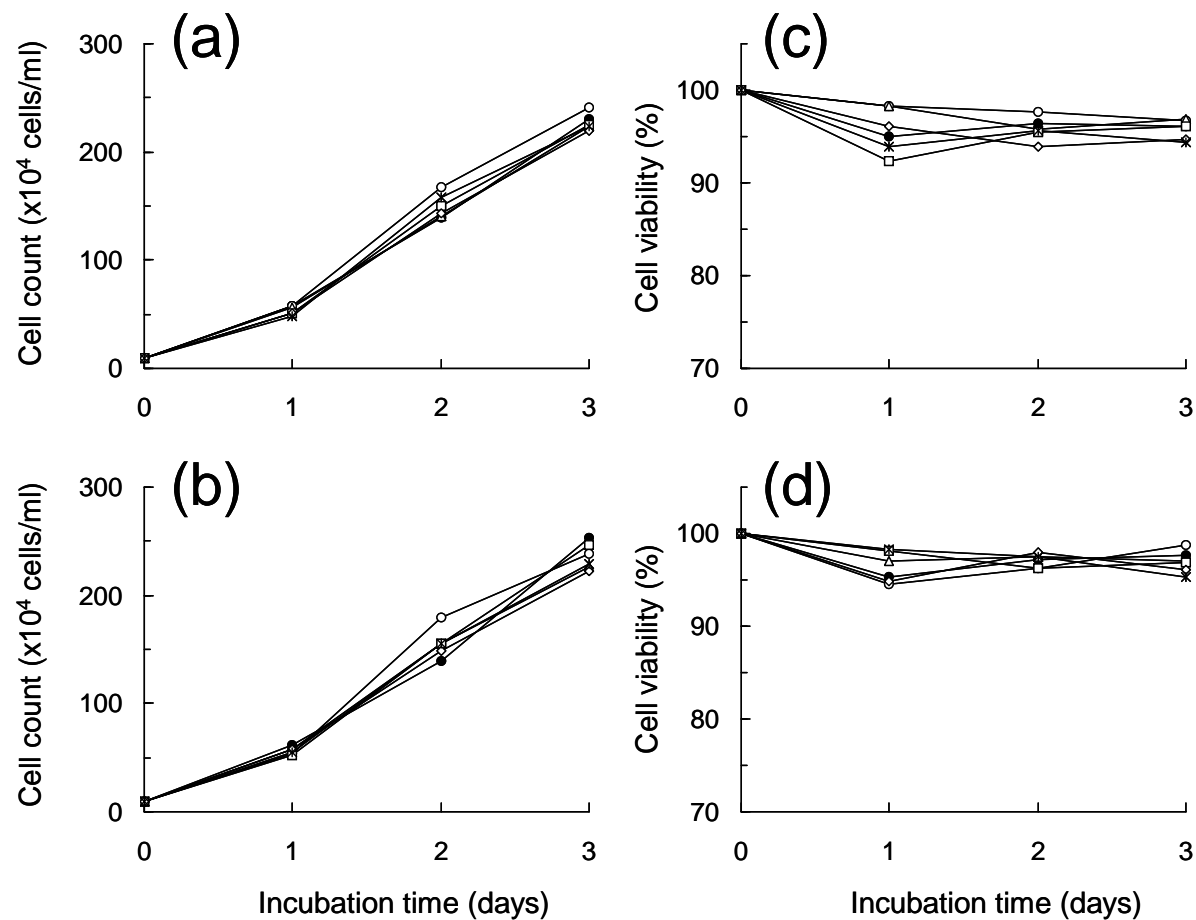 (a)
Cell count (x10⁴ cells/ml)
300
200
100
0
0 1 2 3
(c)
Cell viability (%)
100
90
80
70
0 1 2 3
(b)
Cell count (x10⁴ cells/ml)
300
200
100
0
0 1 2 3
Incubation time (days)
(d)
Cell viability (%)
100
90
80
70
0 1 2 3
Incubation time (days)